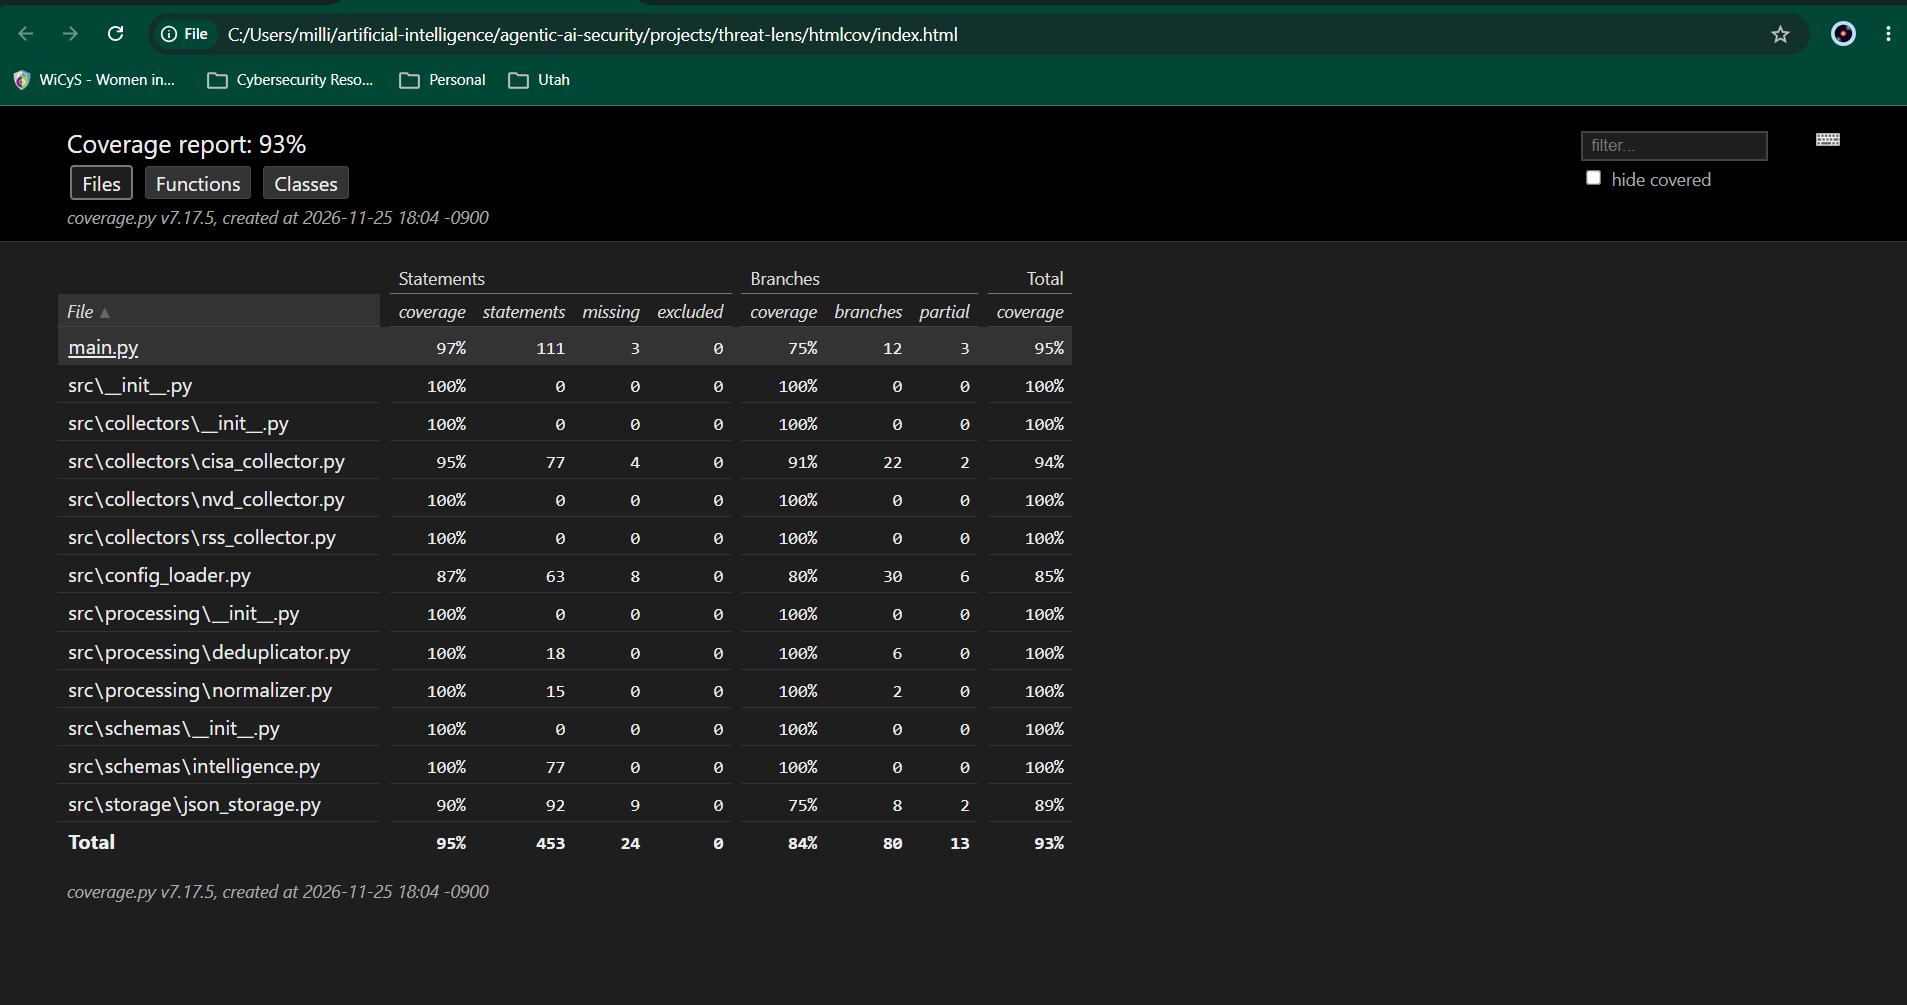 File C:/Users/milli/artificial-intelligence/agentic-ai-security/projects/threat-lens/htmlcov/index.html
WiCyS - Women in... Cybersecurity Reso... Personal Utah
Coverage report: 93%
filter...
Files Functions Classes
hide covered
coverage.py v7.17.5, created at 2026-11-25 18:04 -0900
Statements Branches Total
File ▲ coverage statements missing excluded coverage branches partial coverage
main.py 97% 111 3 0 75% 12 3 95%
src\__init__.py 100% 0 0 0 100% 0 0 100%
src\collectors\__init__.py 100% 0 0 0 100% 0 0 100%
src\collectors\cisa_collector.py 95% 77 4 0 91% 22 2 94%
src\collectors\nvd_collector.py 100% 0 0 0 100% 0 0 100%
src\collectors\rss_collector.py 100% 0 0 0 100% 0 0 100%
src\config_loader.py 87% 63 8 0 80% 30 6 85%
src\processing\__init__.py 100% 0 0 0 100% 0 0 100%
src\processing\deduplicator.py 100% 18 0 0 100% 6 0 100%
src\processing\normalizer.py 100% 15 0 0 100% 2 0 100%
src\schemas\__init__.py 100% 0 0 0 100% 0 0 100%
src\schemas\intelligence.py 100% 77 0 0 100% 0 0 100%
src\storage\json_storage.py 90% 92 9 0 75% 8 2 89%
Total 95% 453 24 0 84% 80 13 93%
coverage.py v7.17.5, created at 2026-11-25 18:04 -0900